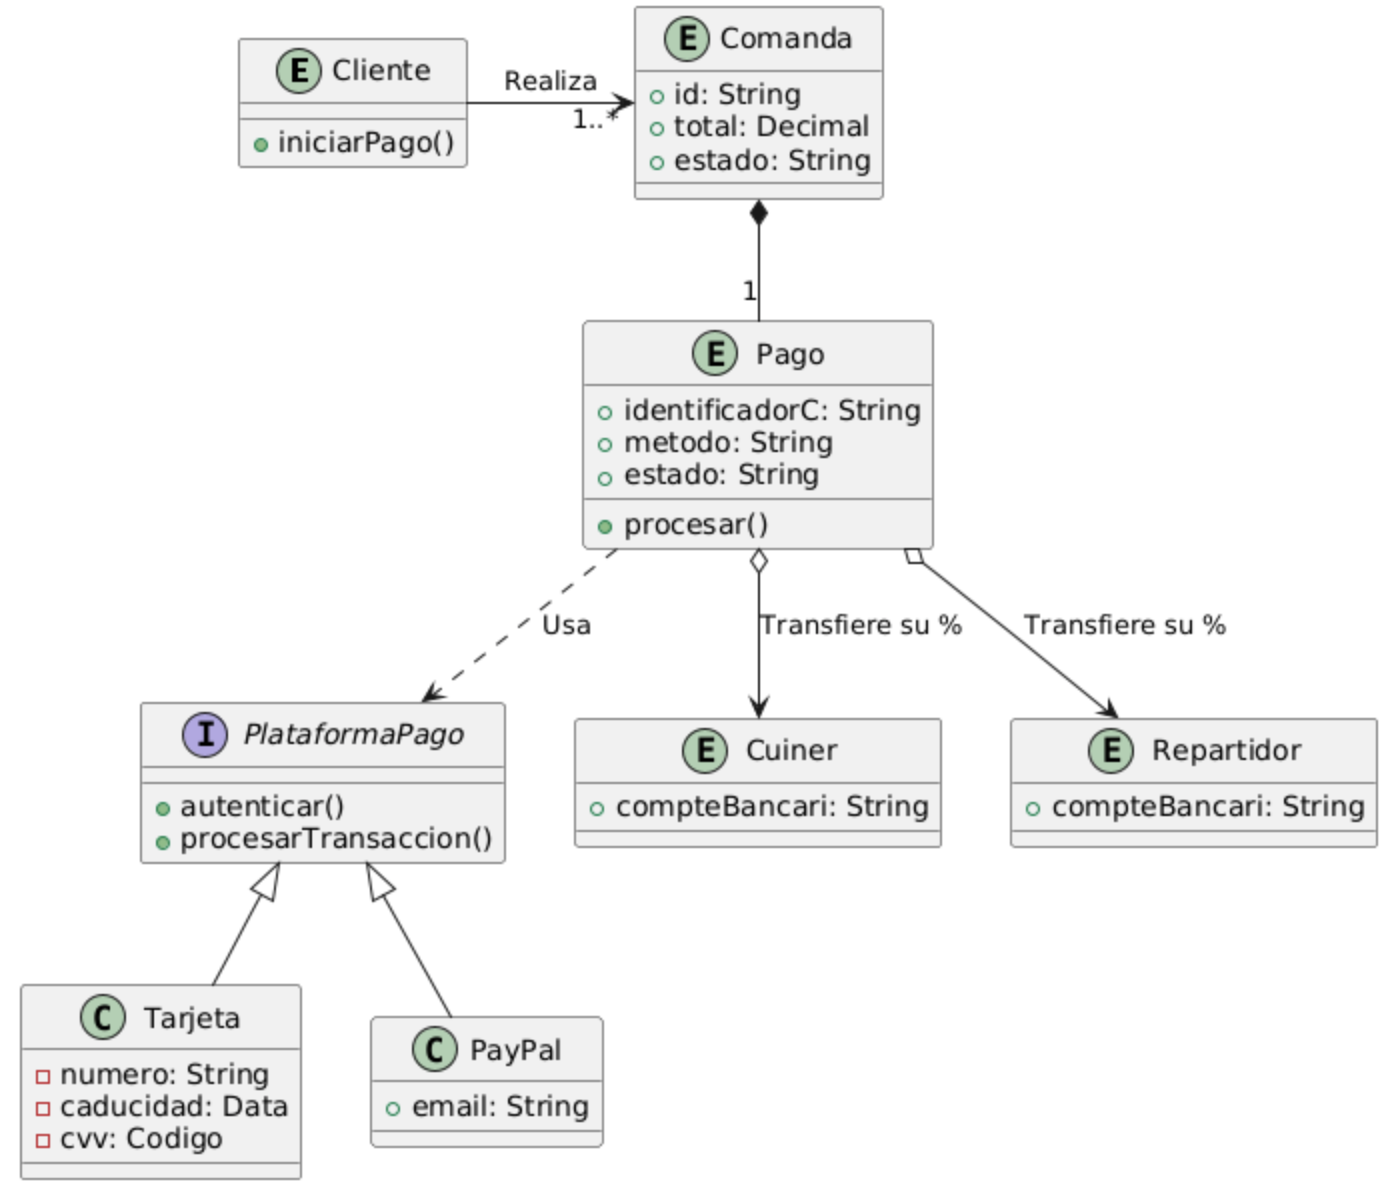 E Cliente
iniciarPago()
Realiza
1..*
E Comanda
id: String
total: Decimal
estado: String
1
E Pago
identificadorC: String
metodo: String
estado: String
procesar()
Usa
Transfiere su %
Transfiere su %
I PlataformaPago
autenticar()
procesarTransaccion()
E Cuiner
compteBancari: String
E Repartidor
compteBancari: String
C Tarjeta
numero: String
caducidad: Data
cvv: Codigo
C PayPal
email: String